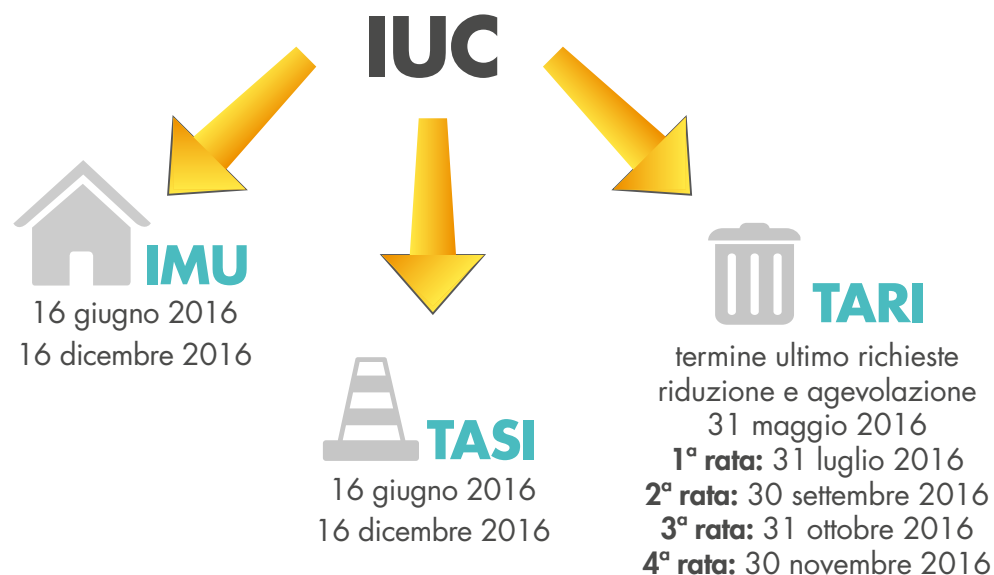 IUC
IMU
16 giugno 2016
16 dicembre 2016
TASI
16 giugno 2016
16 dicembre 2016
TARI
termine ultimo richieste
riduzione e agevolazione
31 maggio 2016
1ª rata: 31 luglio 2016
2ª rata: 30 settembre 2016
3ª rata: 31 ottobre 2016
4ª rata: 30 novembre 2016